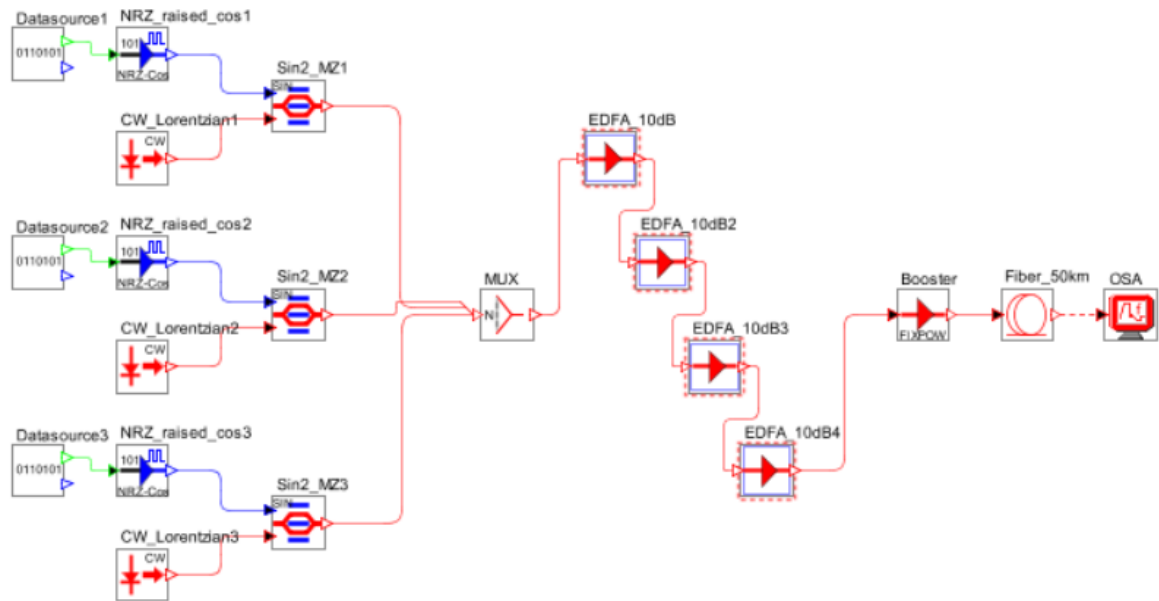 Datasource1
NRZ_raised_cos1
0110101
101
NRZ-Cos
Sin2_MZ1
SIN
CW_Lorentzian1
CW
EDFA_10dB
Datasource2
NRZ_raised_cos2
0110101
101
NRZ-Cos
EDFA_10dB2
Sin2_MZ2
SIN
MUX
N
Booster
FIXPOW
Fiber_50km
OSA
CW_Lorentzian2
CW
EDFA_10dB3
Datasource3
NRZ_raised_cos3
0110101
101
NRZ-Cos
EDFA_10dB4
Sin2_MZ3
SIN
CW_Lorentzian3
CW